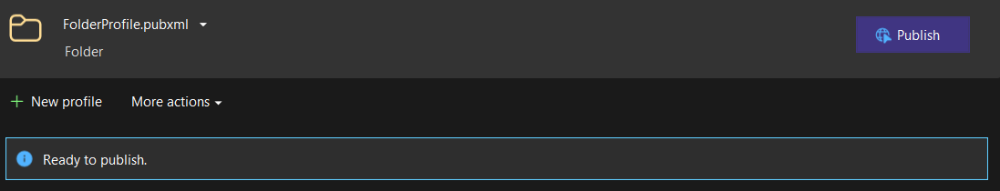 FolderProfile.pubxml
Folder
Publish
New profile
More actions
Ready to publish.